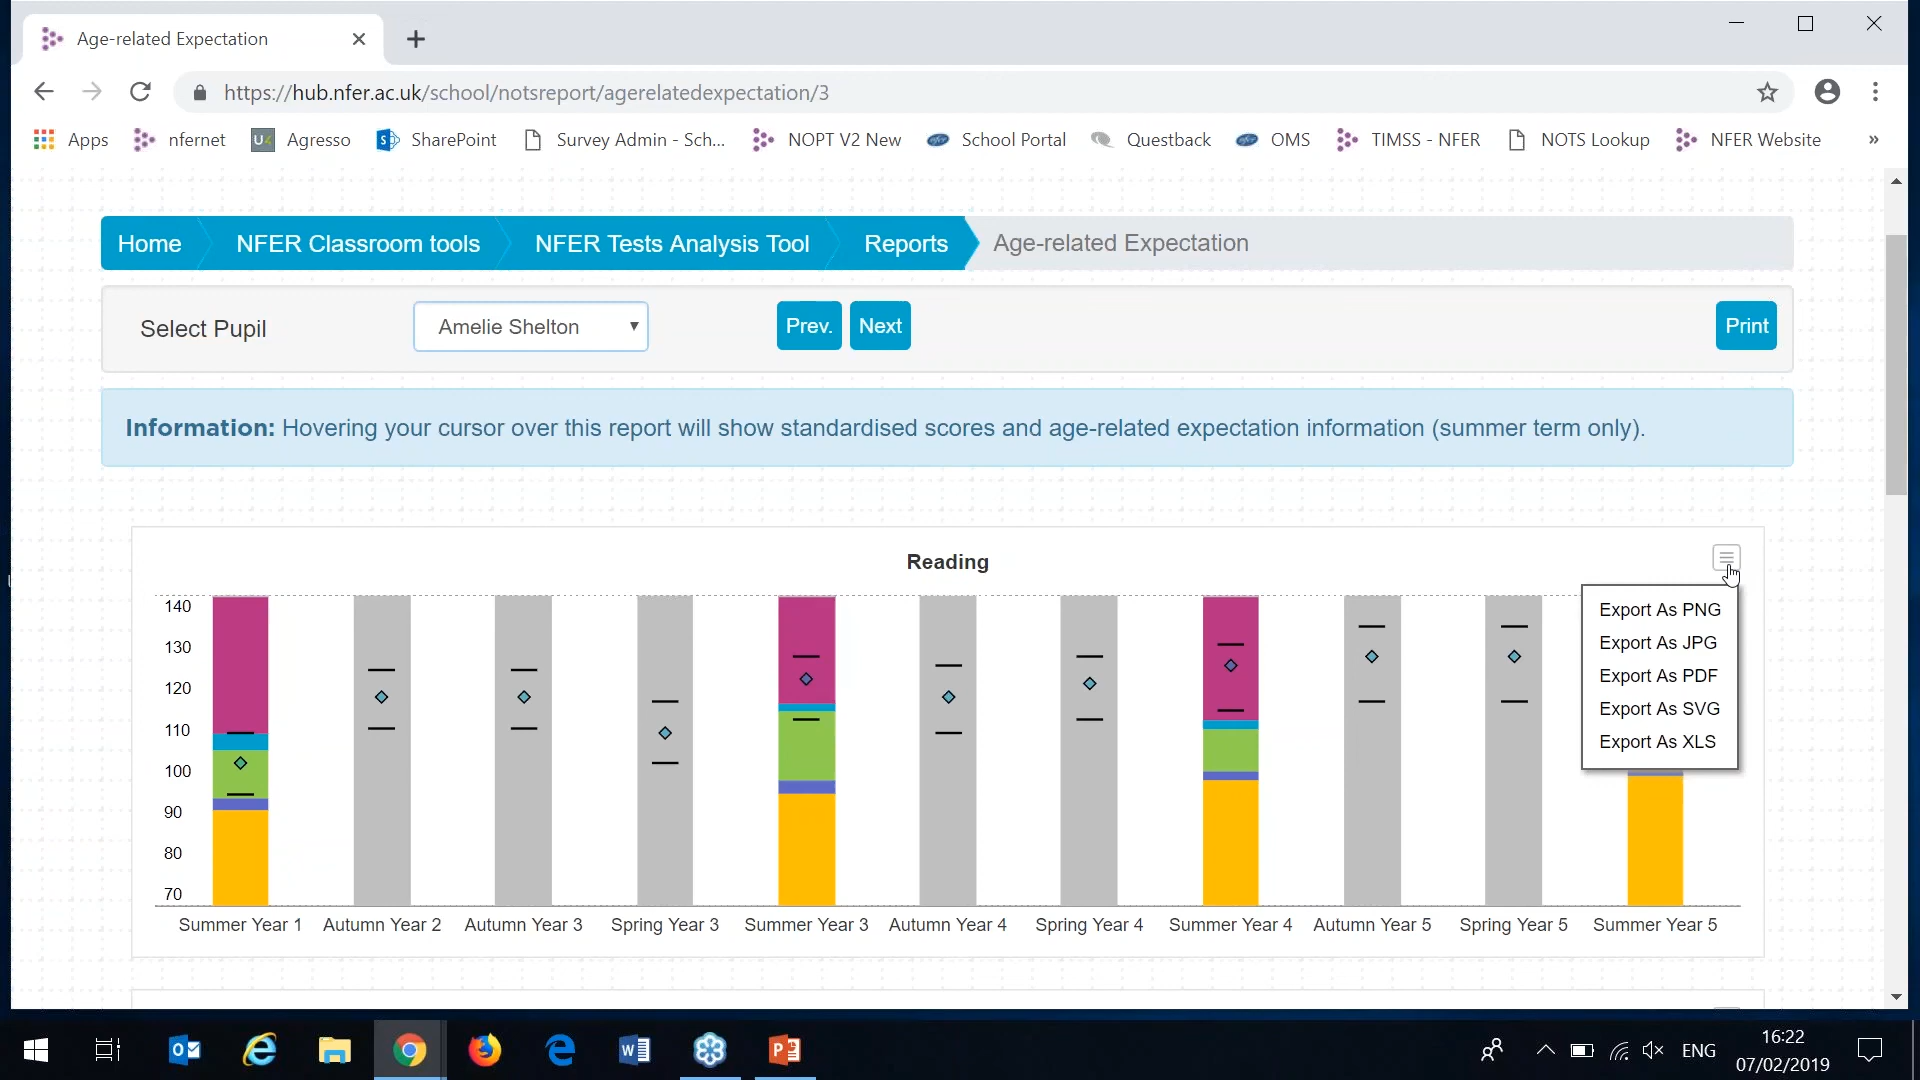 Age-related Expectation
https://hub.nfer.ac.uk/school/notsreport/agerelatedexpectation/3
Apps nfernet Agresso SharePoint Survey Admin - Sch... NOPT V2 New School Portal Questback OMS TIMSS - NFER NOTS Lookup NFER Website »
Home NFER Classroom tools NFER Tests Analysis Tool Reports Age-related Expectation
Select Pupil Amelie Shelton Prev. Next Print
Information: Hovering your cursor over this report will show standardised scores and age-related expectation information (summer term only).
Reading
Export As PNG
Export As JPG
Export As PDF
Export As SVG
Export As XLS
140
130
120
110
100
90
80
70
Summer Year 1 Autumn Year 2 Autumn Year 3 Spring Year 3 Summer Year 3 Autumn Year 4 Spring Year 4 Summer Year 4 Autumn Year 5 Spring Year 5 Summer Year 5
ENG
16:22
07/02/2019